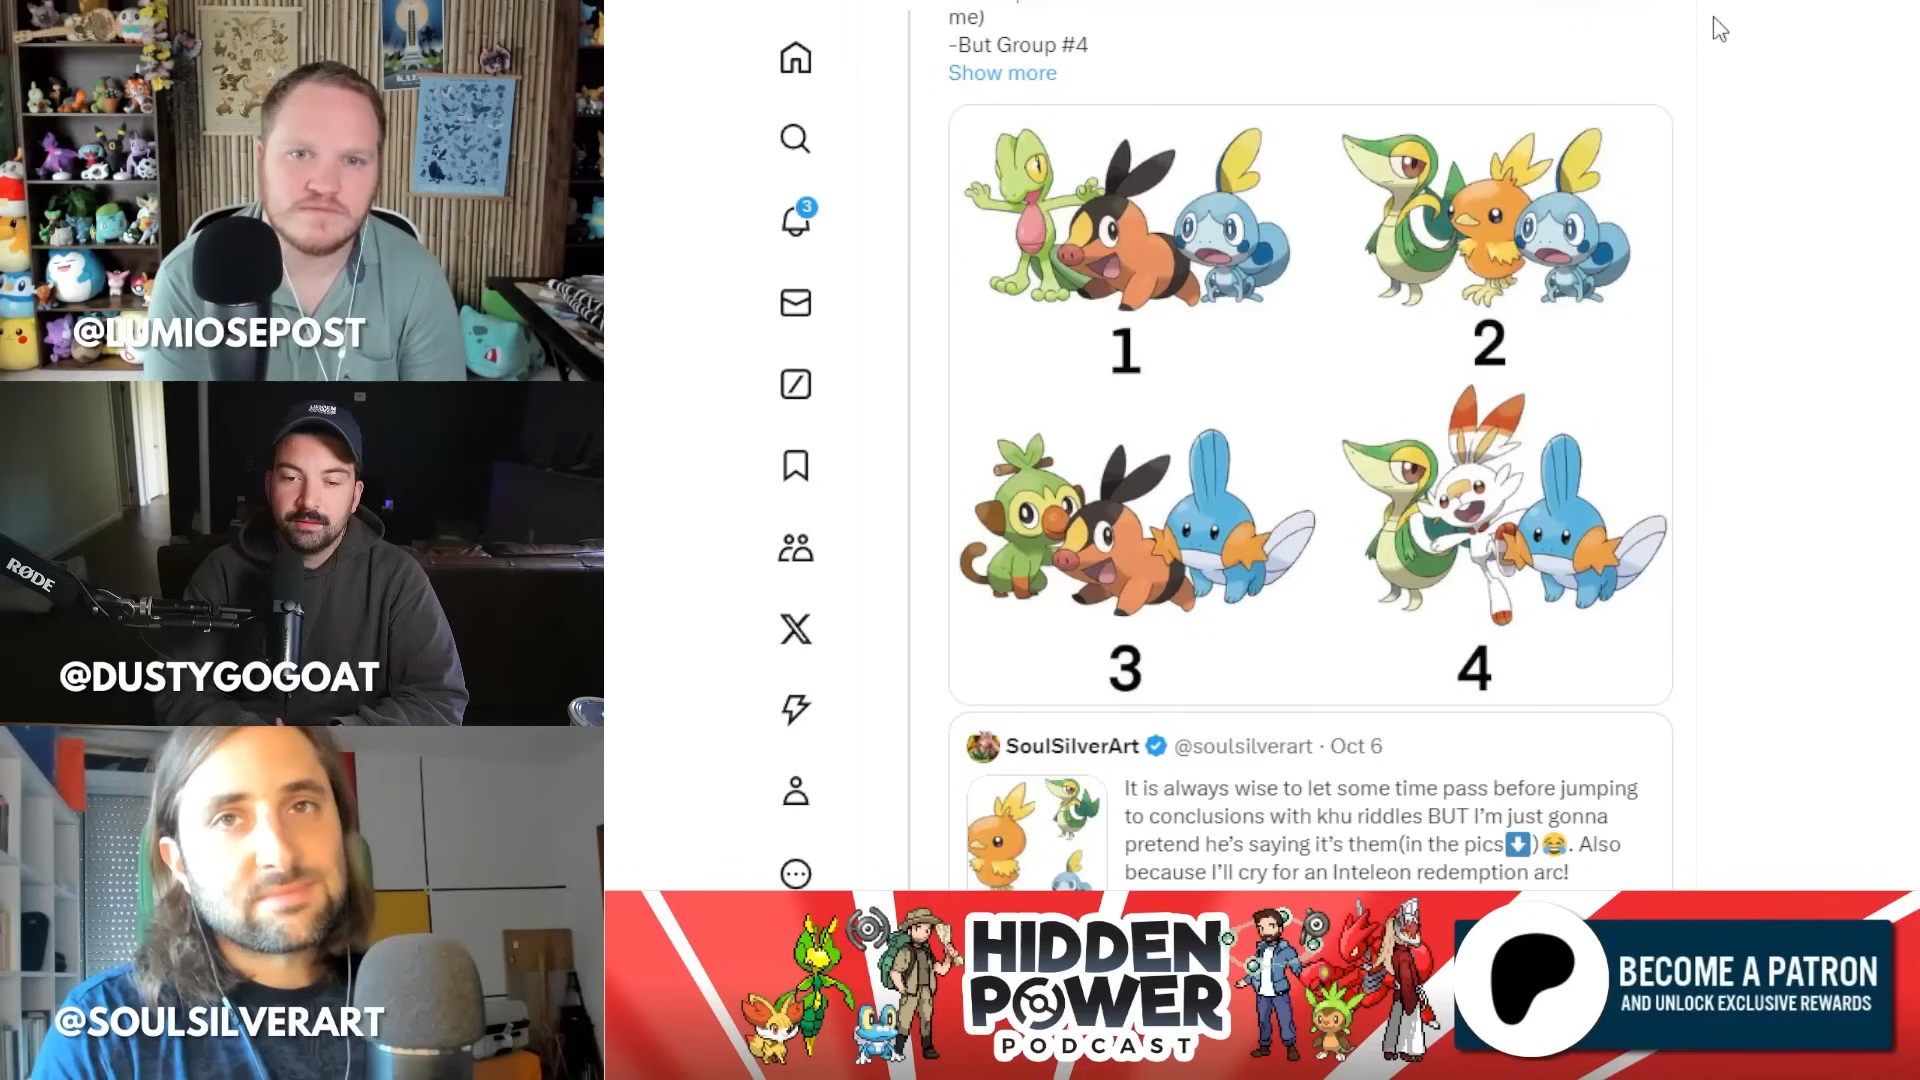 @LUMIOSEPOST
RØDE
@DUSTYGOGOAT
@SOULSILVERART
me)
-But Group #4
Show more
3
1
2
3
4
SoulSilverArt @soulsilverart · Oct 6
It is always wise to let some time pass before jumping
to conclusions with khu riddles BUT I'm just gonna
pretend he's saying it's them(in the pics⬇️)😂. Also
because I'll cry for an Inteleon redemption arc!
HIDDEN
POWER
PODCAST
BECOME A PATRON
AND UNLOCK EXCLUSIVE REWARDS